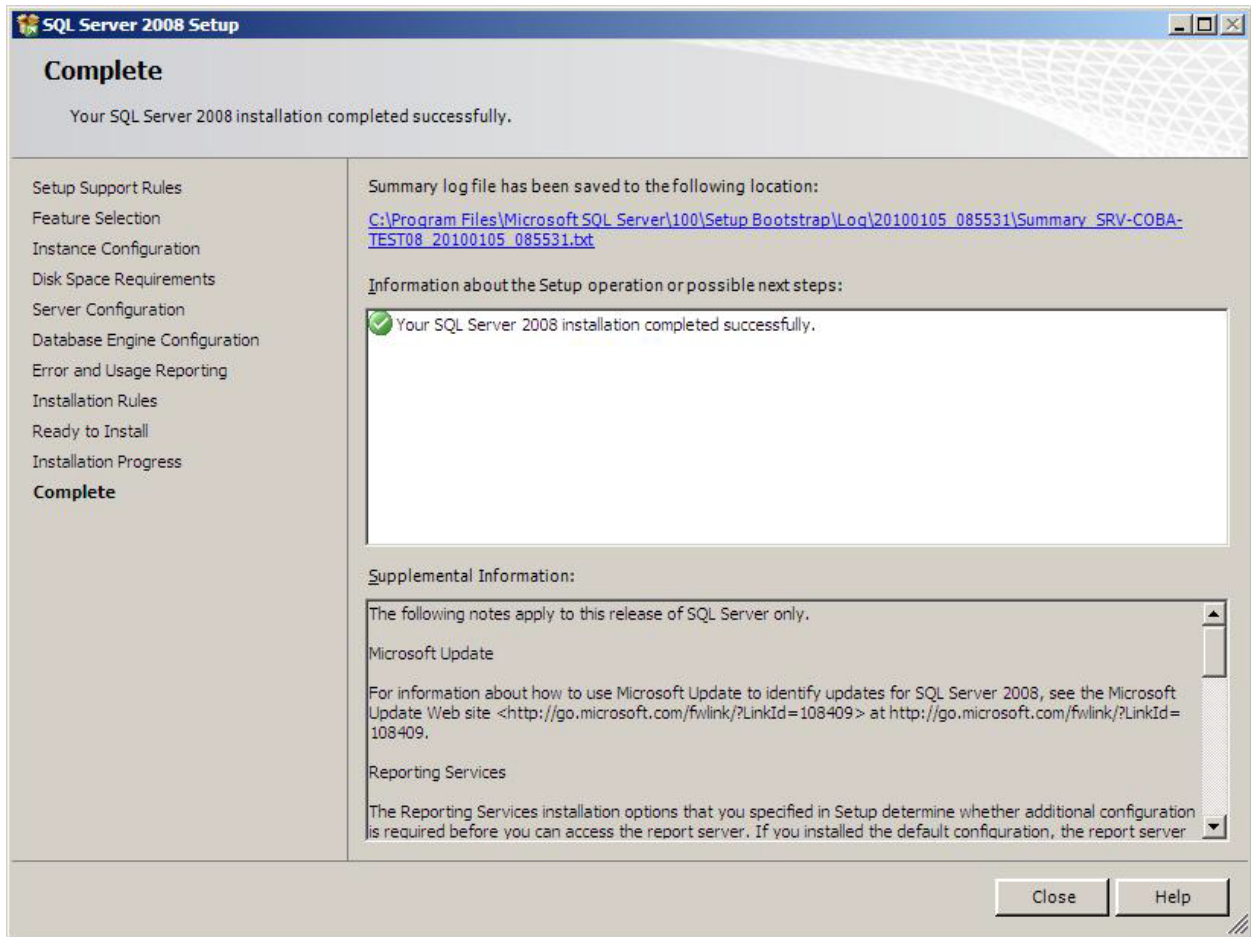 SQL Server 2008 Setup
Complete
Your SQL Server 2008 installation completed successfully.
Setup Support Rules
Feature Selection
Instance Configuration
Disk Space Requirements
Server Configuration
Database Engine Configuration
Error and Usage Reporting
Installation Rules
Ready to Install
Installation Progress
Complete
Summary log file has been saved to the following location:
C:\Program Files\Microsoft SQL Server\100\Setup Bootstrap\Log\20100105_085531\Summary_SRV-COBA-
TEST08_20100105_085531.txt
Information about the Setup operation or possible next steps:
Your SQL Server 2008 installation completed successfully.
Supplemental Information:
The following notes apply to this release of SQL Server only.
Microsoft Update
For information about how to use Microsoft Update to identify updates for SQL Server 2008, see the Microsoft
Update Web site <http://go.microsoft.com/fwlink/?LinkId=108409> at http://go.microsoft.com/fwlink/?LinkId=
108409.
Reporting Services
The Reporting Services installation options that you specified in Setup determine whether additional configuration
is required before you can access the report server. If you installed the default configuration, the report server
Close
Help